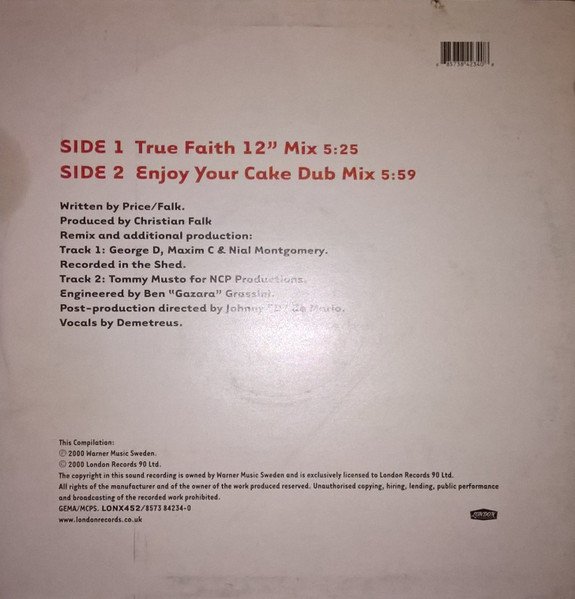 SIDE 1 True Faith 12” Mix 5:25
SIDE 2 Enjoy Your Cake Dub Mix 5:59
Written by Price/Falk.
Produced by Christian Falk
Remix and additional production:
Track 1: George D, Maxim C & Nial Montgomery.
Recorded in the Shed.
Track 2: Tommy Musto for NCP Productions.
Engineered by Ben “Gazara” Grassini.
Post-production directed by Johnny "D" De Mario.
Vocals by Demetreus.
This Compilation:
℗ 2000 Warner Music Sweden.
© 2000 London Records 90 Ltd.
The copyright in this sound recording is owned by Warner Music Sweden and is exclusively licensed to London Records 90 Ltd.
All rights of the manufacturer and of the owner of the work produced reserved. Unauthorised copying, hiring, lending, public performance
and broadcasting of the recorded work prohibited.
GEMA/MCPS. LONX452/8573 84234-0
www.londonrecords.co.uk
LONDON